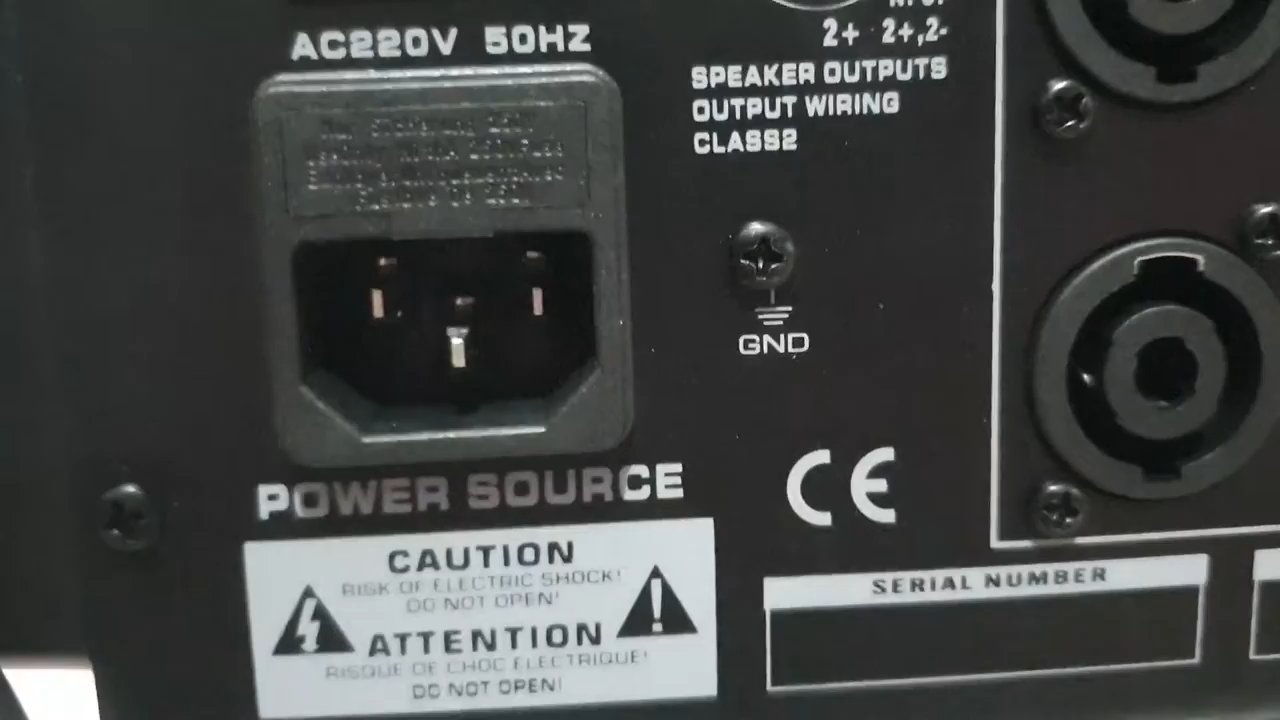 AC220V 50HZ
2+ 2+,2-
SPEAKER OUTPUTS
OUTPUT WIRING
CLASS2
GND
POWER SOURCE
CE
CAUTION
RISK OF ELECTRIC SHOCK!
DO NOT OPEN!
ATTENTION
RISQUE DE CHOC ELECTRIQUE!
DO NOT OPEN!
SERIAL NUMBER